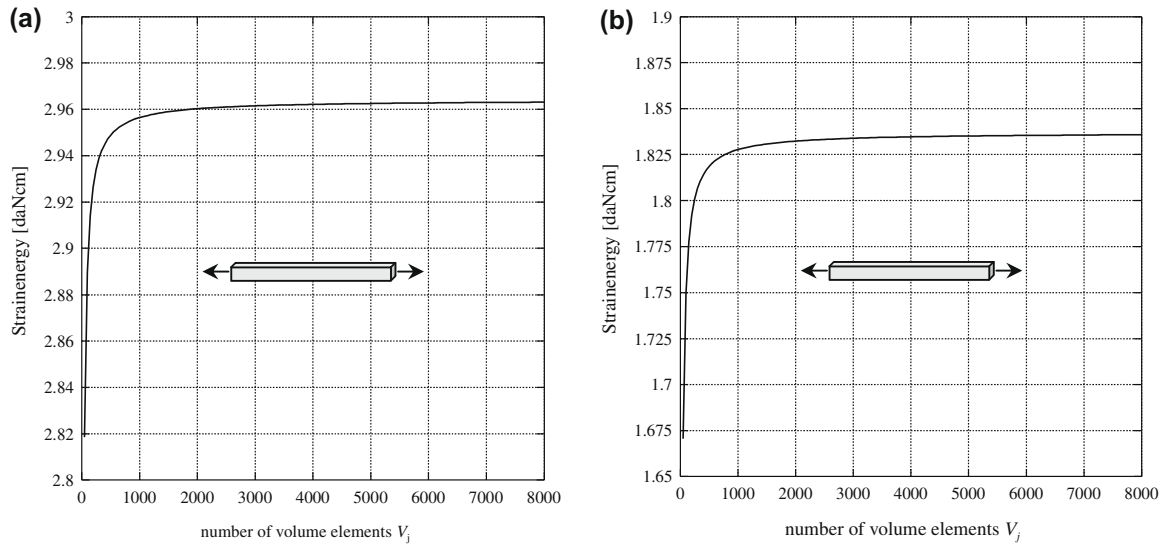 (a)
3
2.98
2.96
2.94
2.92
2.9
2.88
2.86
2.84
2.82
2.8
Strainenergy [daNcm]
0 1000 2000 3000 4000 5000 6000 7000 8000
number of volume elements Vj
(b)
1.9
1.875
1.85
1.825
1.8
1.775
1.75
1.725
1.7
1.675
1.65
Strainenergy [daNcm]
0 1000 2000 3000 4000 5000 6000 7000 8000
number of volume elements Vj